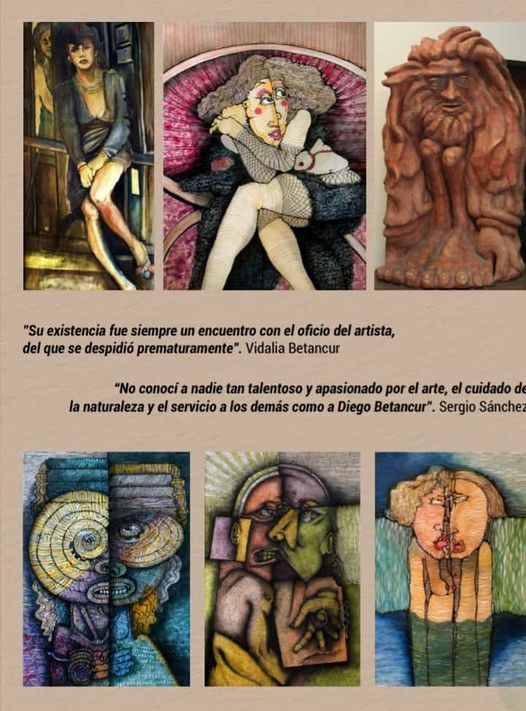 "Su existencia fue siempre un encuentro con el oficio del artista,
del que se despidió prematuramente". Vidalia Betancur
"No conocí a nadie tan talentoso y apasionado por el arte, el cuidado de
la naturaleza y el servicio a los demás como a Diego Betancur". Sergio Sánchez